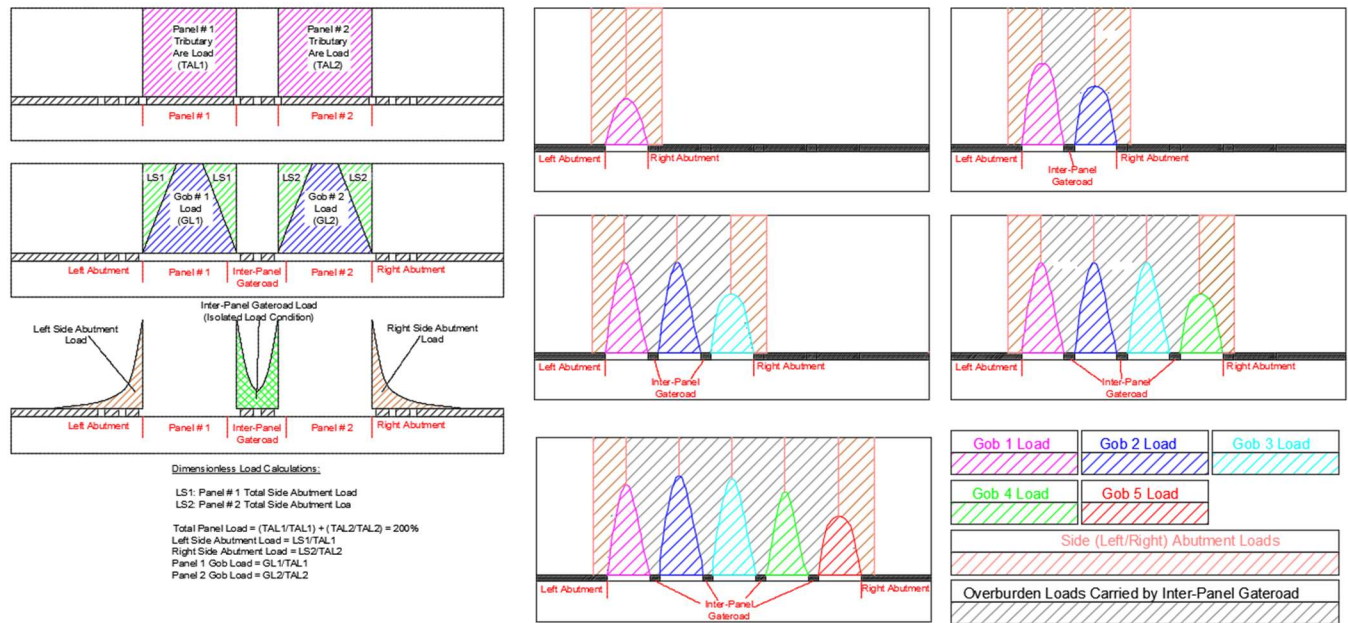 Panel # 1
Tributary
Are Load
(TAL1)
Panel # 2
Tributary
Are Load
(TAL2)
Panel # 1
Panel # 2
LS1
LS1
LS2
LS2
Gob # 1
Load
(GL1)
Gob # 2
Load
(GL2)
Left Abutment
Panel # 1
Inter-Panel
Gateroad
Panel # 2
Right Abutment
Inter-Panel Gateroad Load
(Isolated Load Condition)
Left Side Abutment
Load
Right Side Abutment
Load
Left Abutment
Panel # 1
Inter-Panel
Gateroad
Panel # 2
Right Abutment
Dimensionless Load Calculations:
LS1: Panel # 1 Total Side Abutment Load
LS2: Panel # 2 Total Side Abutment Loa
Total Panel Load = (TAL1/TAL1) + (TAL2/TAL2) = 200%
Left Side Abutment Load = LS1/TAL1
Right Side Abutment Load = LS2/TAL2
Panel 1 Gob Load = GL1/TAL1
Panel 2 Gob Load = GL2/TAL2
Left Abutment
Right Abutment
Left Abutment
Inter-Panel
Gateroad
Right Abutment
Left Abutment
Inter-Panel
Gateroad
Right Abutment
Left Abutment
Inter-Panel
Gateroad
Right Abutment
Left Abutment
Inter-Panel
Gateroad
Right Abutment
Gob 1 Load
Gob 2 Load
Gob 3 Load
Gob 4 Load
Gob 5 Load
Side (Left/Right) Abutment Loads
Overburden Loads Carried by Inter-Panel Gateroad